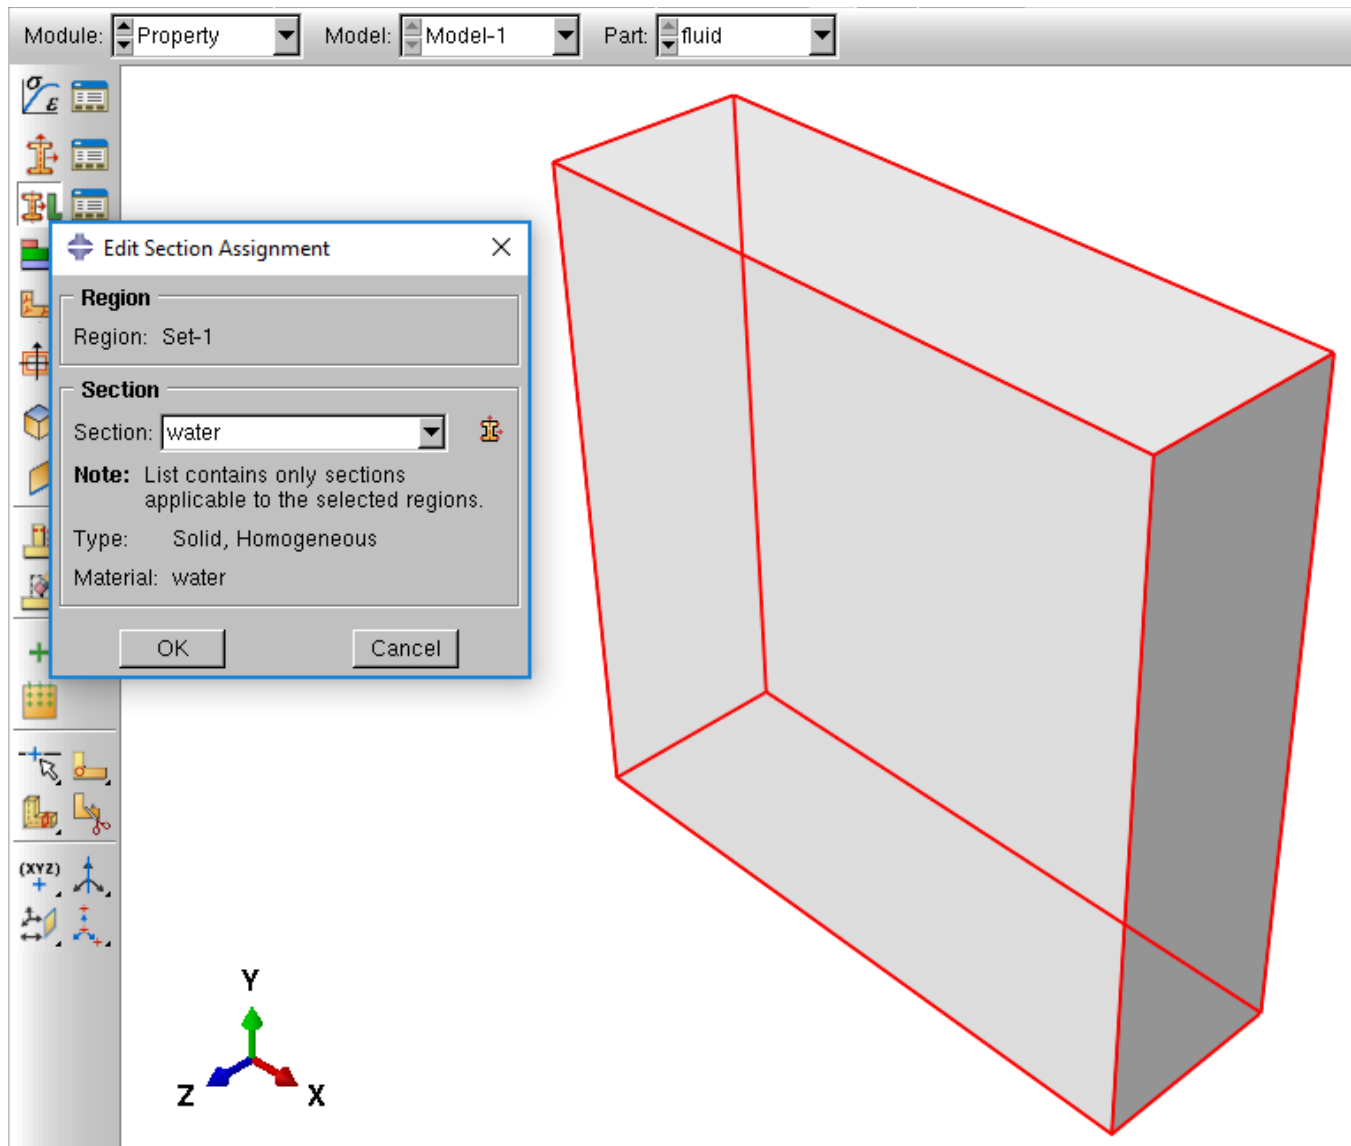 Module: Property Model: Model-1 Part: fluid
σ
ε
Edit Section Assignment
Region
Region: Set-1
Section
Section: water
Note: List contains only sections
applicable to the selected regions.
Type: Solid, Homogeneous
Material: water
OK Cancel
(XYZ)
Y
Z X